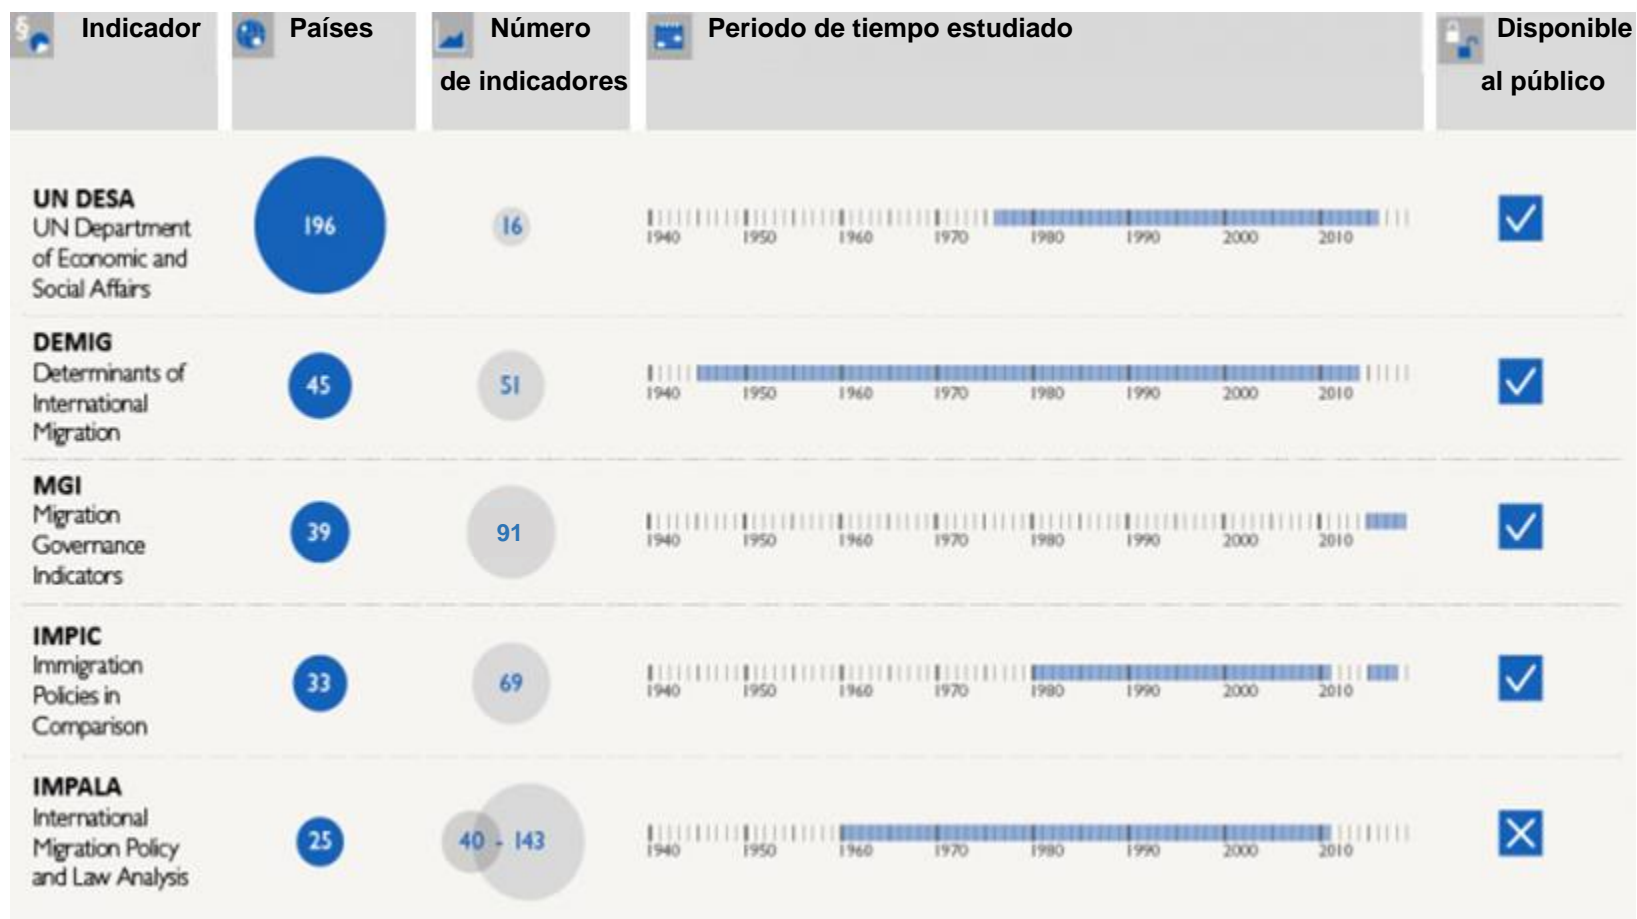 Indicador
Países
Número
de indicadores
Periodo de tiempo estudiado
Disponible
al público
UN DESA
UN Department
of Economic and
Social Affairs
196
16
1940 1950 1960 1970 1980 1990 2000 2010
DEMIG
Determinants of
International
Migration
45
51
1940 1950 1960 1970 1980 1990 2000 2010
MGI
Migration
Governance
Indicators
39
91
1940 1950 1960 1970 1980 1990 2000 2010
IMPIC
Immigration
Policies in
Comparison
33
69
1940 1950 1960 1970 1980 1990 2000 2010
IMPALA
International
Migration Policy
and Law Analysis
25
40 - 143
1940 1950 1960 1970 1980 1990 2000 2010